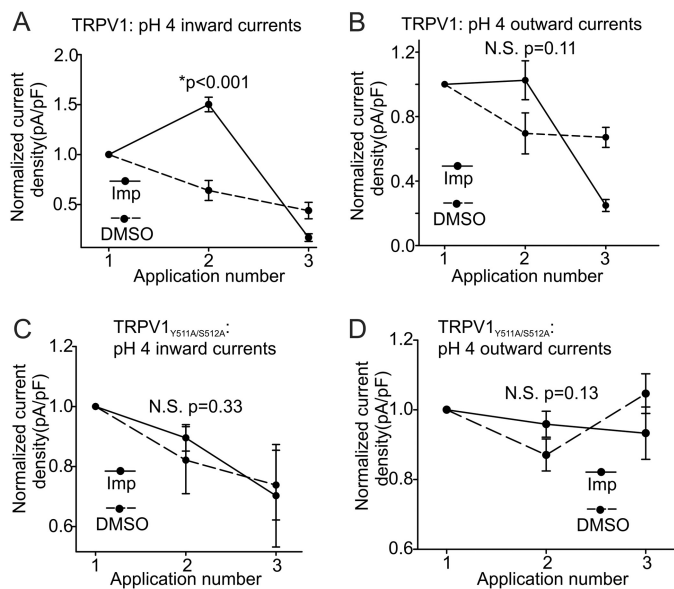 A
TRPV1: pH 4 inward currents
Normalized current
density(pA/pF)
2.0
1.5
1.0
0.5
*p<0.001
Imp
DMSO
1 2 3
Application number
B
TRPV1: pH 4 outward currents
Normalized current
density(pA/pF)
1.2
0.8
0.4
0.0
N.S. p=0.11
Imp
DMSO
1 2 3
Application number
C
TRPV1Y511A/S512A:
pH 4 inward currents
Normalized current
density(pA/pF)
1.2
1.0
0.8
0.6
N.S. p=0.33
Imp
DMSO
1 2 3
Application number
D
TRPV1Y511A/S512A:
pH 4 outward currents
Normalized current
density(pA/pF)
1.2
1.0
0.8
0.6
N.S. p=0.13
Imp
DMSO
1 2 3
Application number